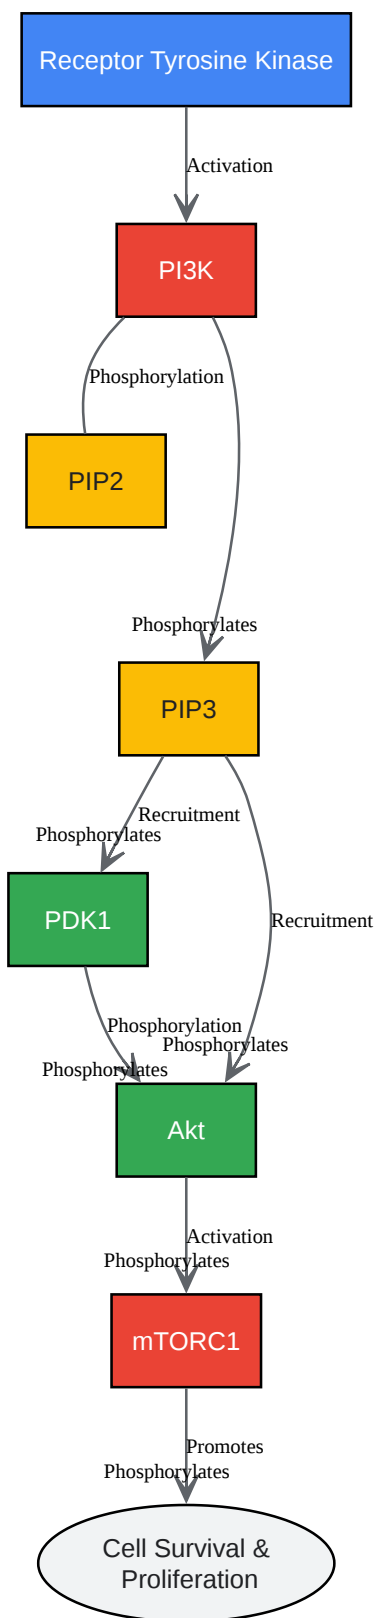 Receptor Tyrosine Kinase
Activation
PI3K
Phosphorylation
PIP2
Phosphorylates
PIP3
Recruitment
Phosphorylates
PDK1
Recruitment
Phosphorylation
Phosphorylates
Phosphorylates
Akt
Activation
Phosphorylates
mTORC1
Promotes
Phosphorylates
Cell Survival &
Proliferation